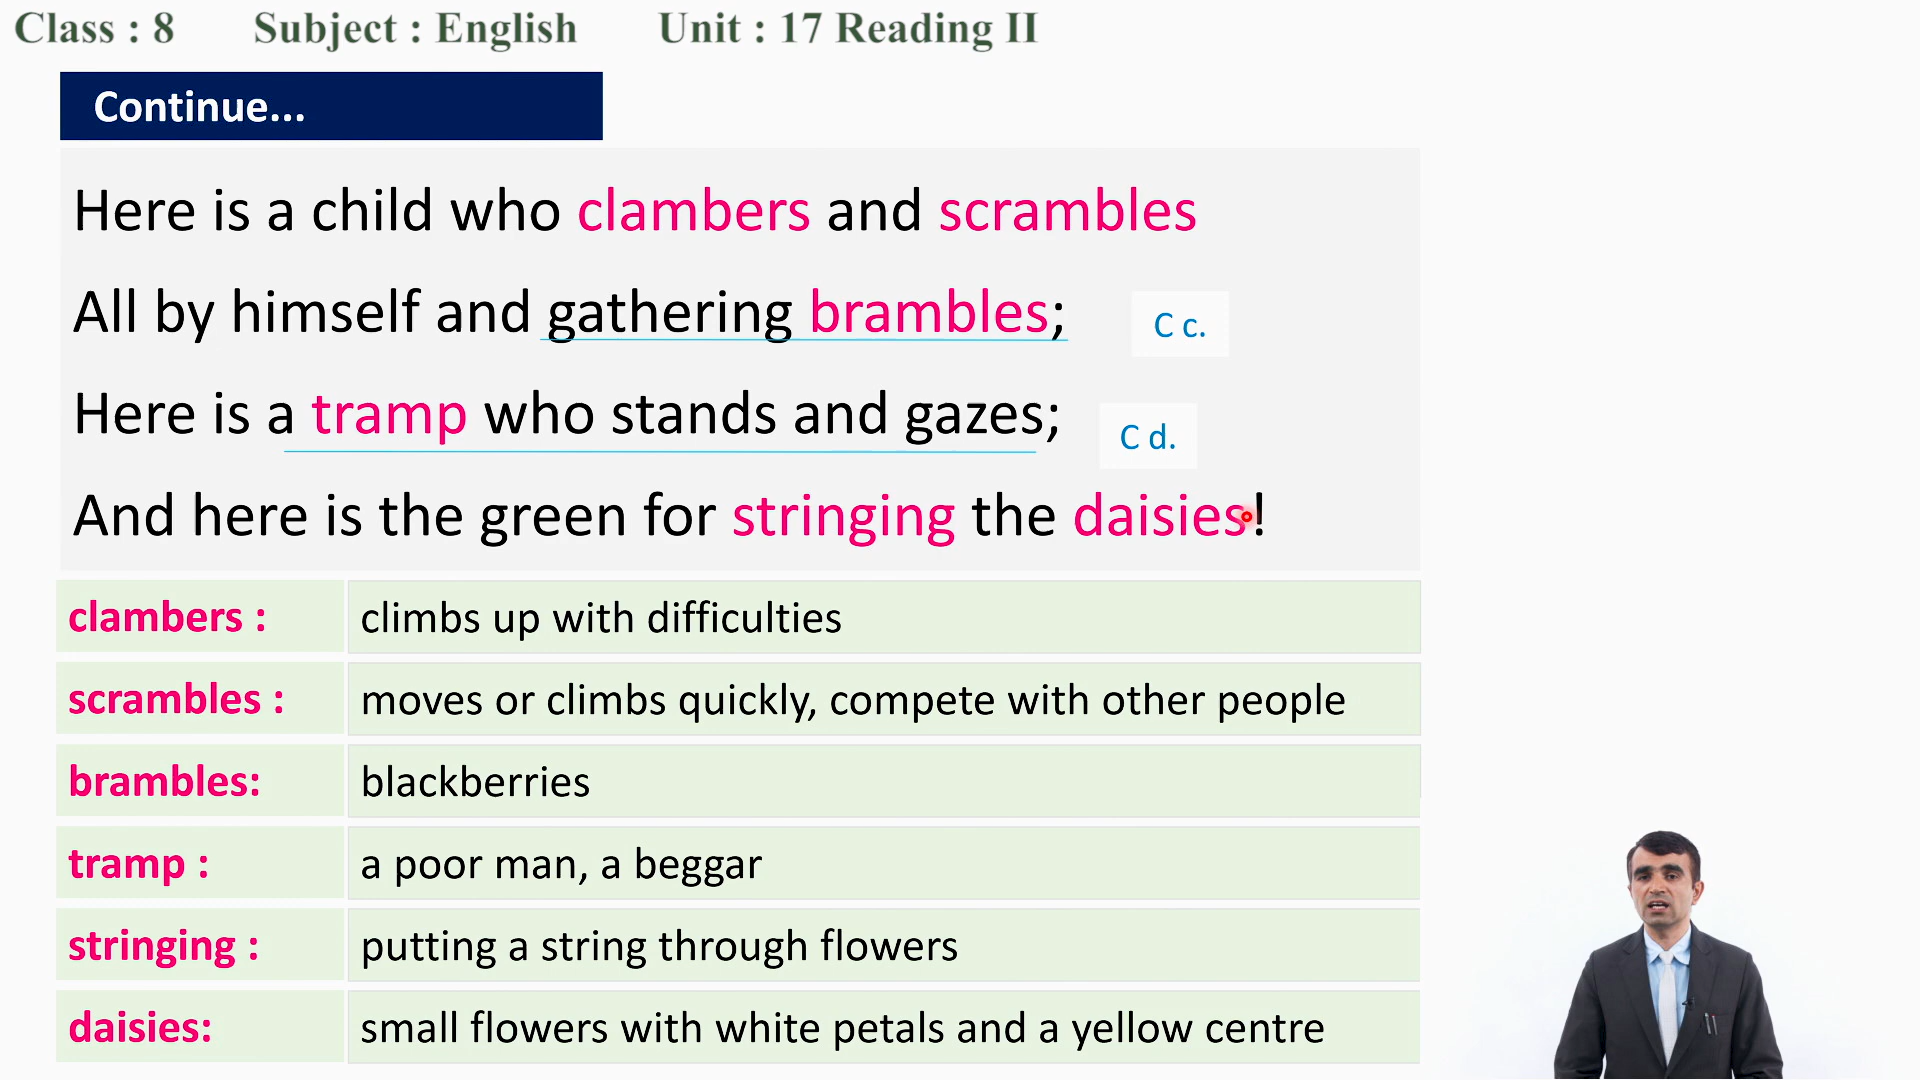 Class : 8 Subject : English Unit : 17 Reading II
Continue...
Here is a child who clambers and scrambles
All by himself and gathering brambles;
C c.
Here is a tramp who stands and gazes;
C d.
And here is the green for stringing the daisies!
clambers : climbs up with difficulties
scrambles : moves or climbs quickly, compete with other people
brambles: blackberries
tramp : a poor man, a beggar
stringing : putting a string through flowers
daisies: small flowers with white petals and a yellow centre